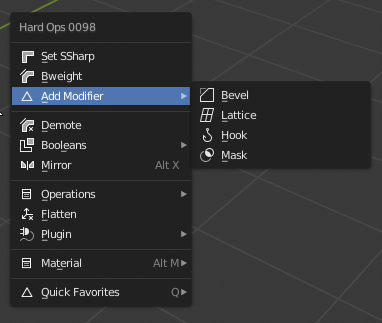 Hard Ops 0098
Set SSharp
Bweight
Add Modifier
Bevel
Lattice
Hook
Mask
Demote
Booleans
Mirror Alt X
Operations
Flatten
Plugin
Material Alt M
Quick Favorites Q